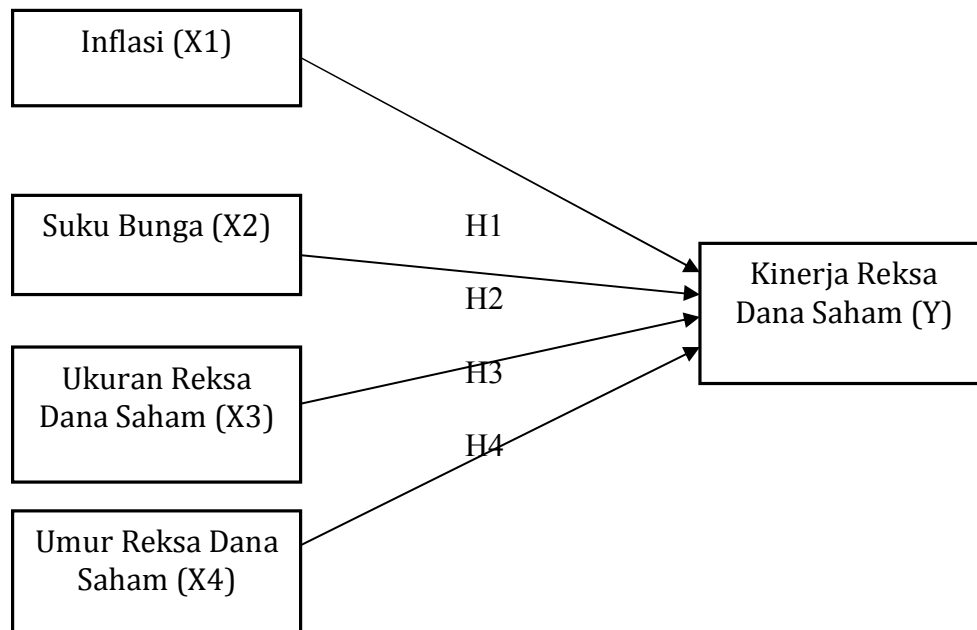 Inflasi (X1)
Suku Bunga (X2)
H1
H2
Kinerja Reksa
Dana Saham (Y)
Ukuran Reksa
Dana Saham (X3)
H3
H4
Umur Reksa Dana
Saham (X4)